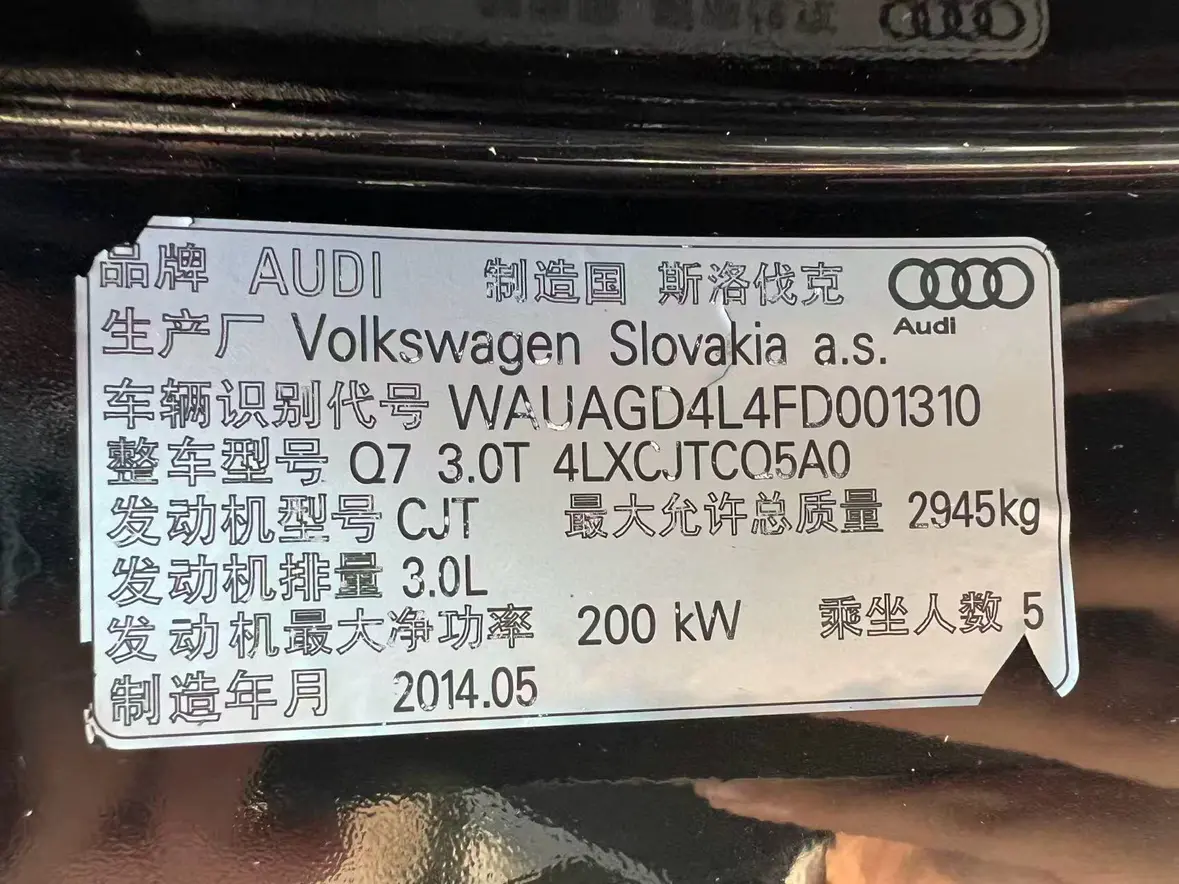 品牌 AUDI 制造国 斯洛伐克
Audi
生产厂 Volkswagen Slovakia a.s.
车辆识别代号 WAUAGD4L4FD001310
整车型号 Q7 3.0T 4LXCJTCQ5A0
发动机型号 CJT 最大允许总质量 2945kg
发动机排量 3.0L
发动机最大净功率 200 kW 乘坐人数 5
制造年月 2014.05